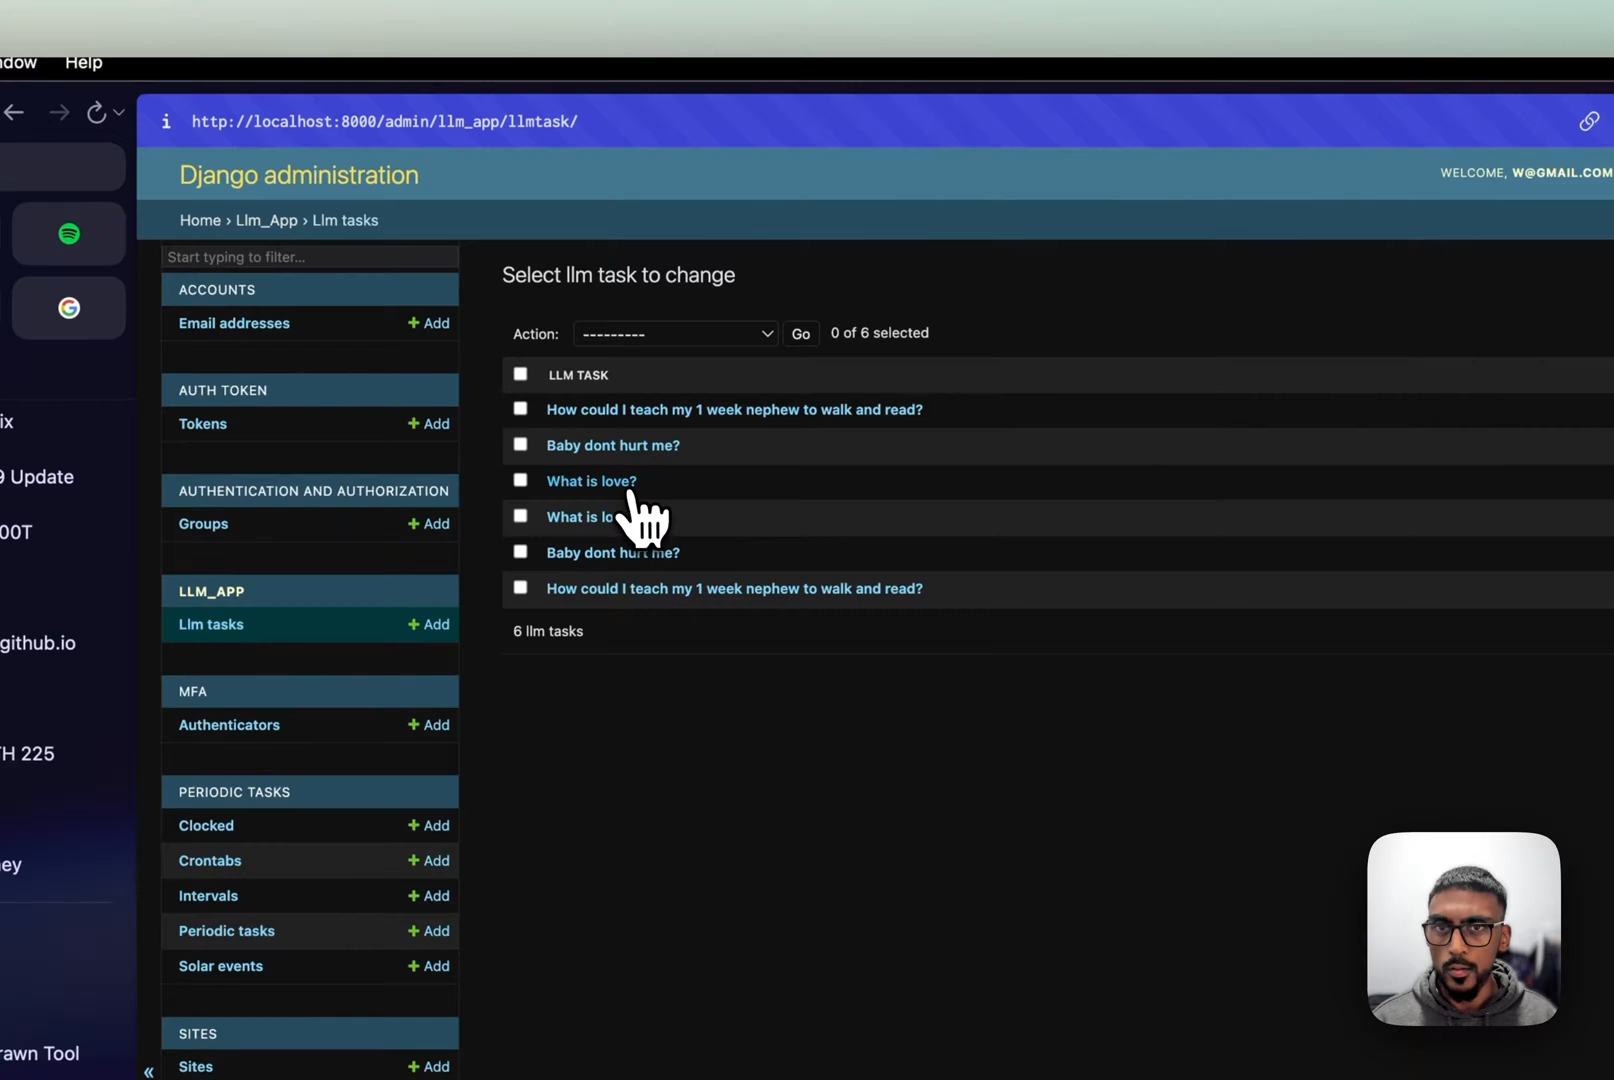 Help
http://localhost:8000/admin/llm_app/llmtask/
Django administration
WELCOME, W@GMAIL.COM
Home › Llm_App › Llm tasks
Start typing to filter...
ACCOUNTS
Email addresses + Add
AUTH TOKEN
Tokens + Add
AUTHENTICATION AND AUTHORIZATION
Groups + Add
LLM_APP
Llm tasks + Add
MFA
Authenticators + Add
PERIODIC TASKS
Clocked + Add
Crontabs + Add
Intervals + Add
Periodic tasks + Add
Solar events + Add
SITES
Sites + Add
«
Select llm task to change
Action: --------- Go 0 of 6 selected
LLM TASK
How could I teach my 1 week nephew to walk and read?
Baby dont hurt me?
What is love?
What is lo
Baby dont hurt me?
How could I teach my 1 week nephew to walk and read?
6 llm tasks
ix
9 Update
00T
github.io
TH 225
ney
rawn Tool